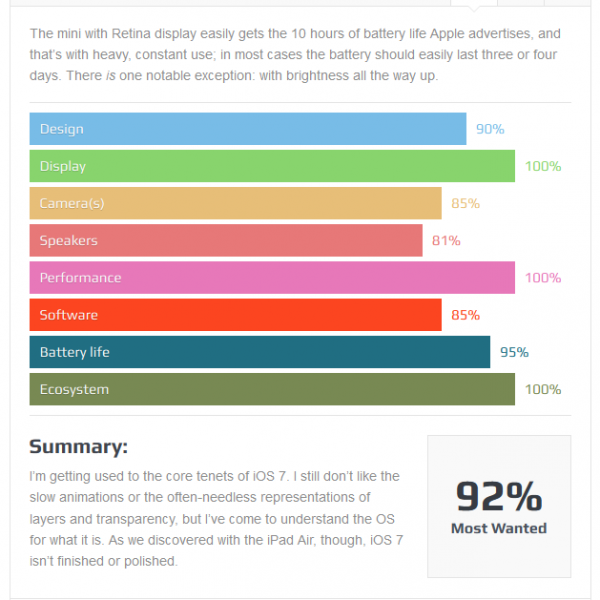 The mini with Retina display easily gets the 10 hours of battery life Apple advertises, and
that's with heavy, constant use; in most cases the battery should easily last three or four
days. There is one notable exception: with brightness all the way up.
Design 90%
Display 100%
Camera(s) 85%
Speakers 81%
Performance 100%
Software 85%
Battery life 95%
Ecosystem 100%
Summary:
I'm getting used to the core tenets of iOS 7. I still don't like the
slow animations or the often-needless representations of
layers and transparency, but I've come to understand the OS
for what it is. As we discovered with the iPad Air, though, iOS 7
isn't finished or polished.
92%
Most Wanted